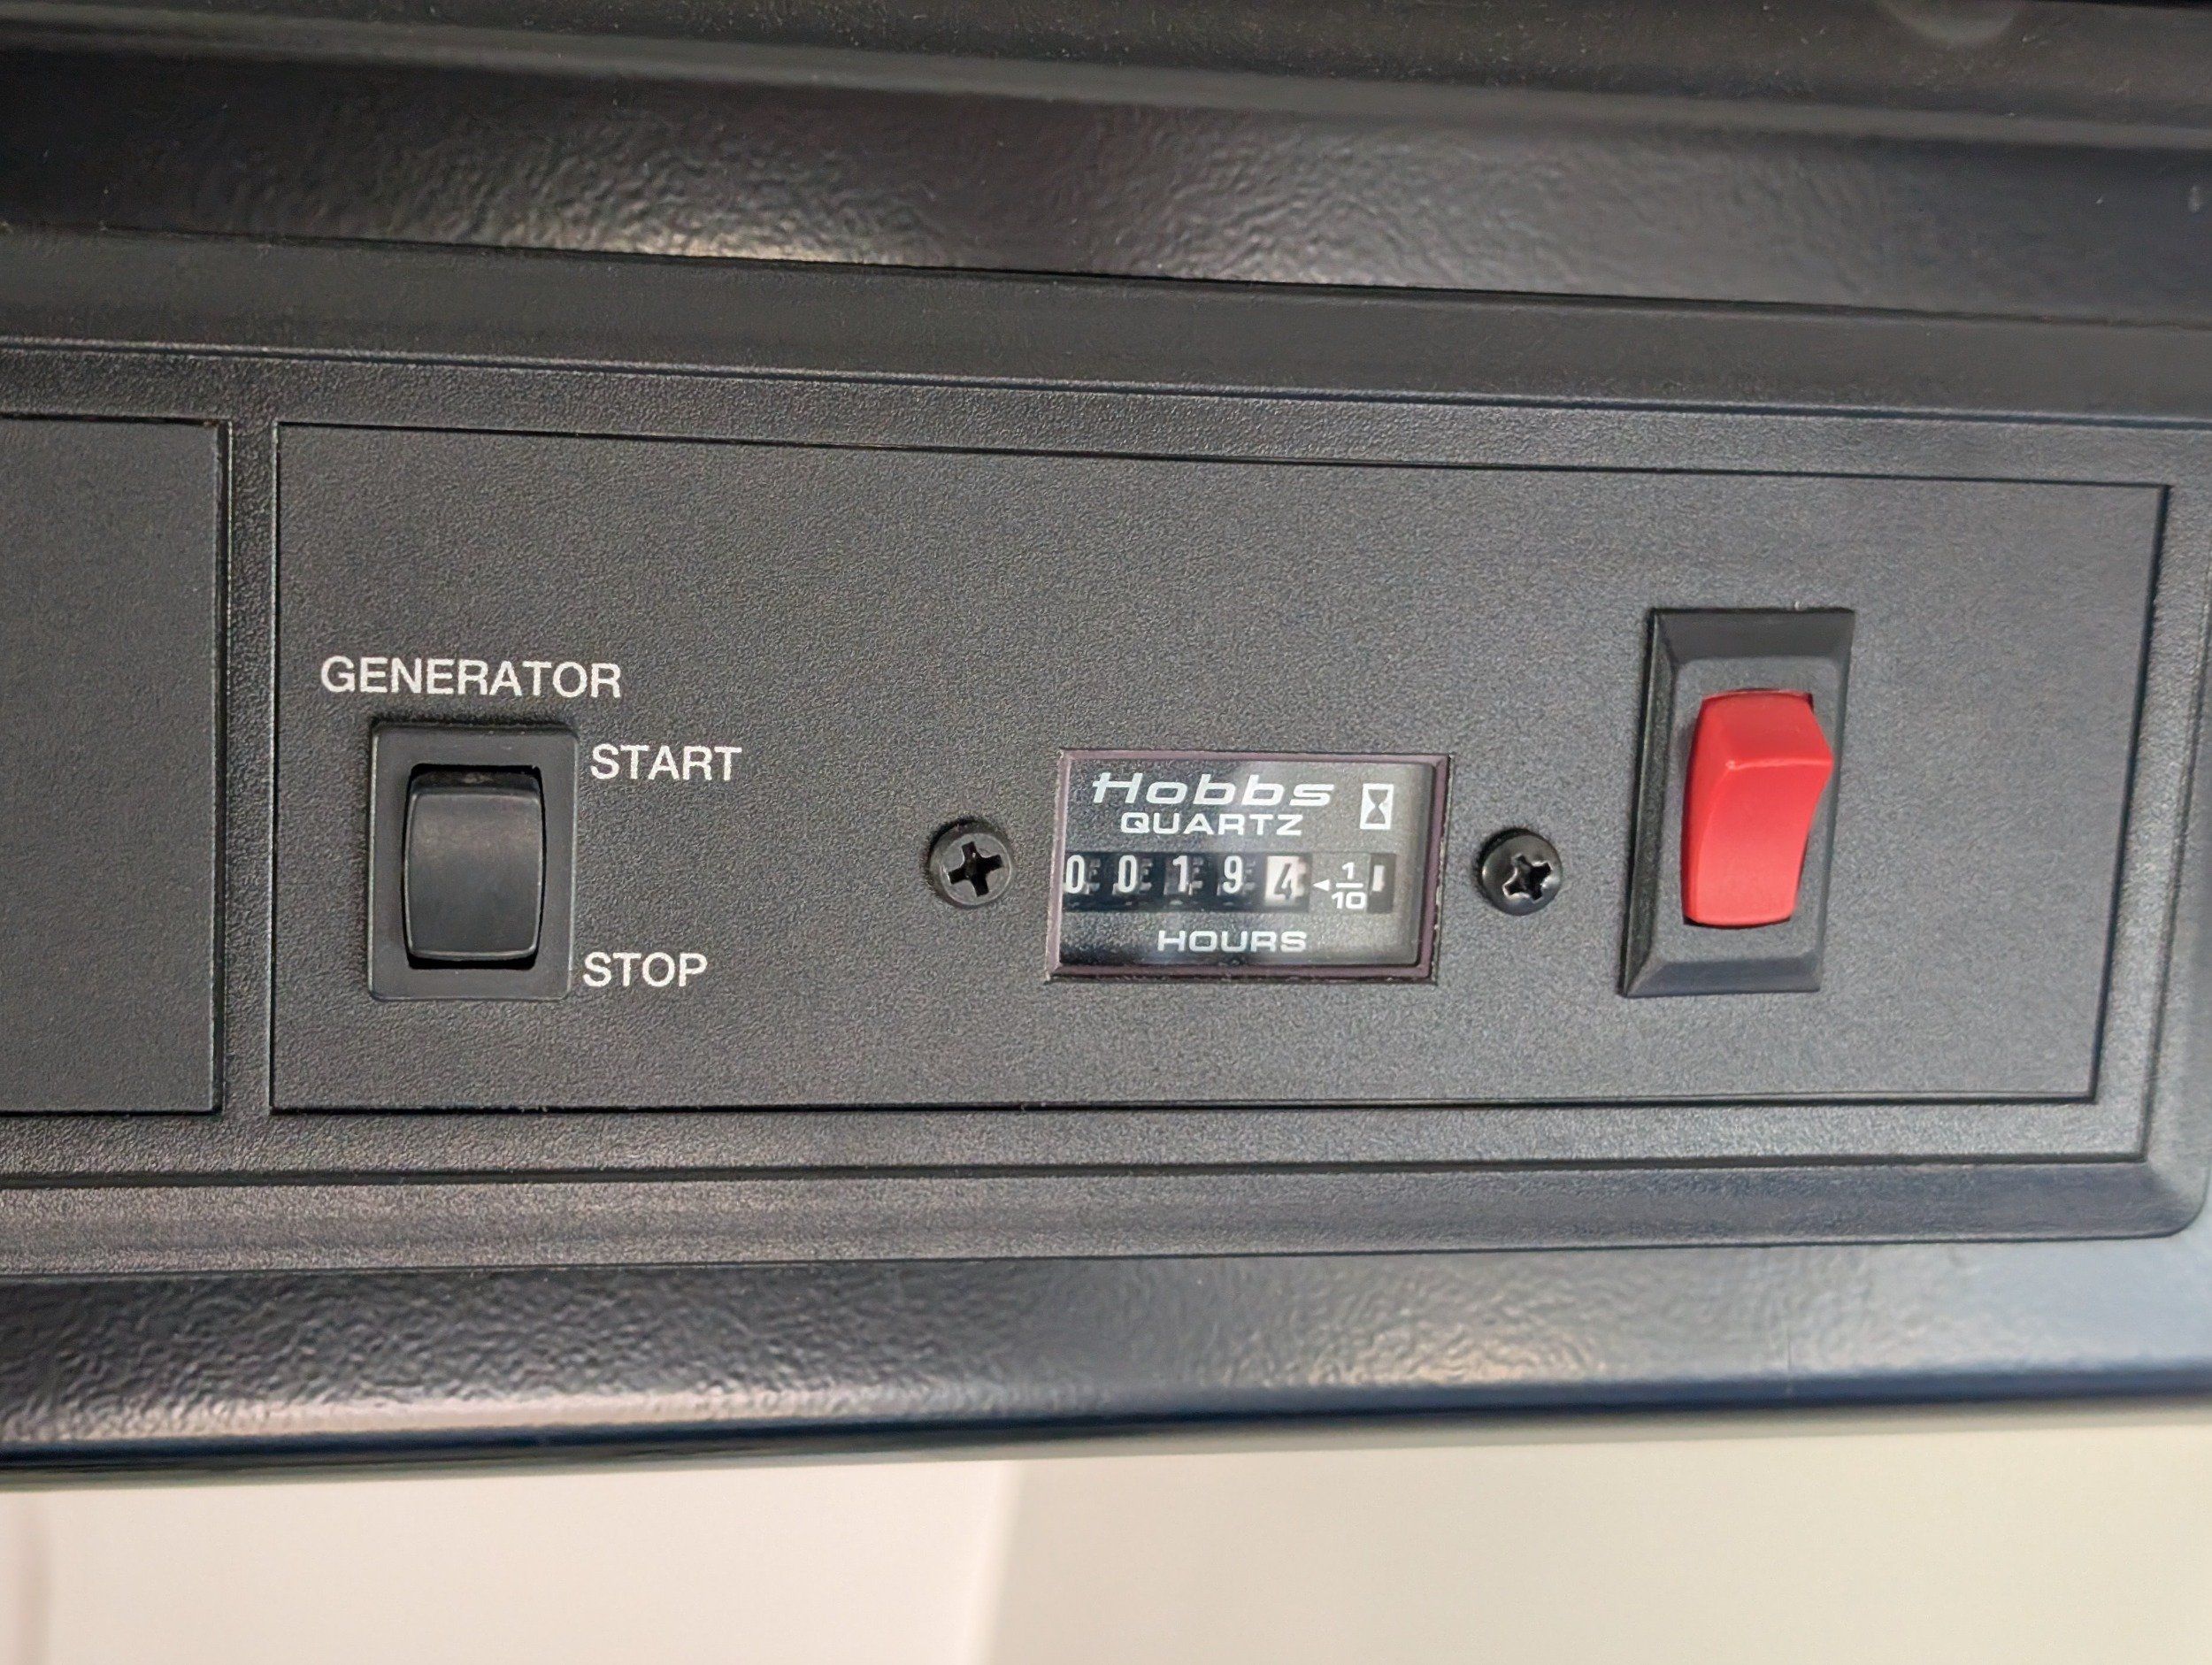 GENERATOR
START
STOP
Hobbs
QUARTZ
0 0 1 9 4 ◄ 1/10
HOURS